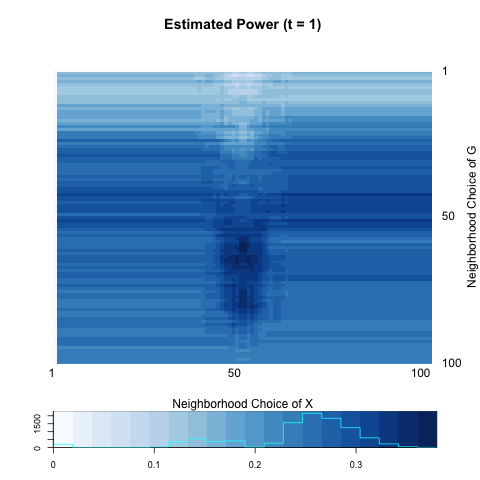 Estimated Power (t = 1)
1
50
100
Neighborhood Choice of G
1 50 100
Neighborhood Choice of X
0 1500
0 0.1 0.2 0.3